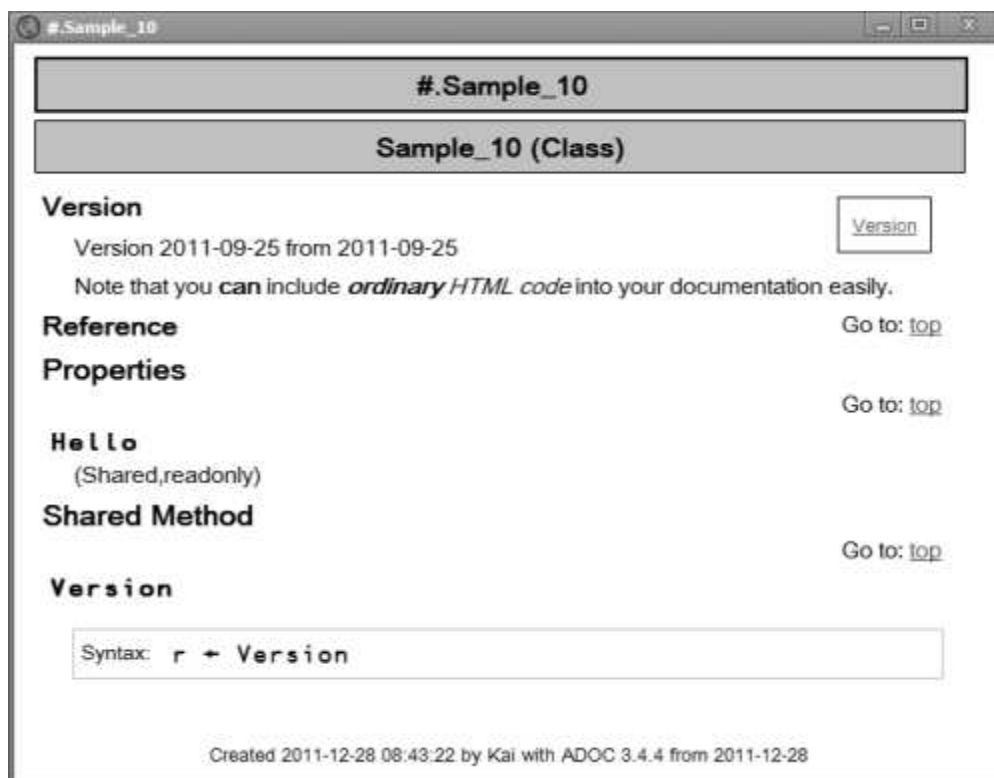 #.Sample_10
#.Sample_10
Sample_10 (Class)
Version
Version
Version 2011-09-25 from 2011-09-25
Note that you can include ordinary HTML code into your documentation easily.
Reference
Go to: top
Properties
Go to: top
Hello
(Shared,readonly)
Shared Method
Go to: top
Version
Syntax: r ← Version
Created 2011-12-28 08:43:22 by Kai with ADOC 3.4.4 from 2011-12-28